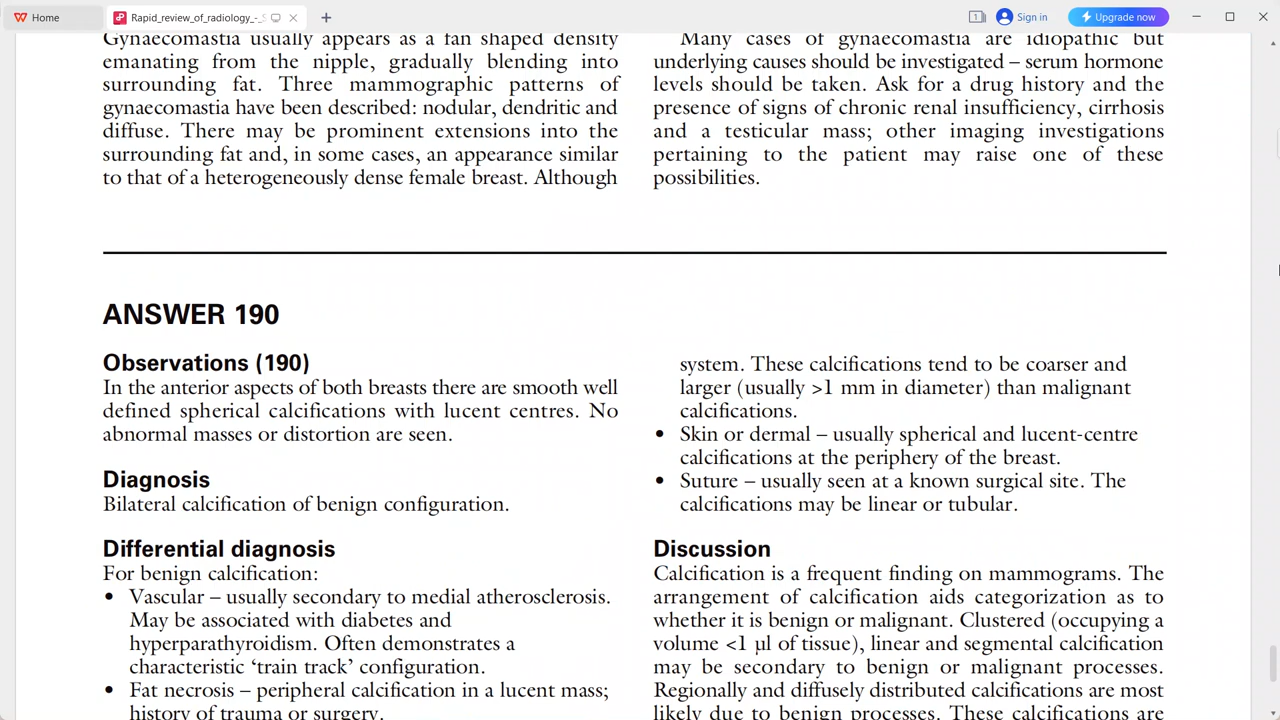 Home
Rapid_review_of_radiology_-_S
1
Sign in
Upgrade now
Gynaecomastia usually appears as a fan shaped density
emanating from the nipple, gradually blending into
surrounding fat. Three mammographic patterns of
gynaecomastia have been described: nodular, dendritic and
diffuse. There may be prominent extensions into the
surrounding fat and, in some cases, an appearance similar
to that of a heterogeneously dense female breast. Although
Many cases of gynaecomastia are idiopathic but
underlying causes should be investigated – serum hormone
levels should be taken. Ask for a drug history and the
presence of signs of chronic renal insufficiency, cirrhosis
and a testicular mass; other imaging investigations
pertaining to the patient may raise one of these
possibilities.
ANSWER 190
Observations (190)
In the anterior aspects of both breasts there are smooth well
defined spherical calcifications with lucent centres. No
abnormal masses or distortion are seen.
Diagnosis
Bilateral calcification of benign configuration.
Differential diagnosis
For benign calcification:
• Vascular – usually secondary to medial atherosclerosis.
May be associated with diabetes and
hyperparathyroidism. Often demonstrates a
characteristic ‘train track’ configuration.
• Fat necrosis – peripheral calcification in a lucent mass;
history of trauma or surgery.
system. These calcifications tend to be coarser and
larger (usually >1 mm in diameter) than malignant
calcifications.
• Skin or dermal – usually spherical and lucent-centre
calcifications at the periphery of the breast.
• Suture – usually seen at a known surgical site. The
calcifications may be linear or tubular.
Discussion
Calcification is a frequent finding on mammograms. The
arrangement of calcification aids categorization as to
whether it is benign or malignant. Clustered (occupying a
volume <1 µl of tissue), linear and segmental calcification
may be secondary to benign or malignant processes.
Regionally and diffusely distributed calcifications are most
likely due to benign processes. These calcifications are